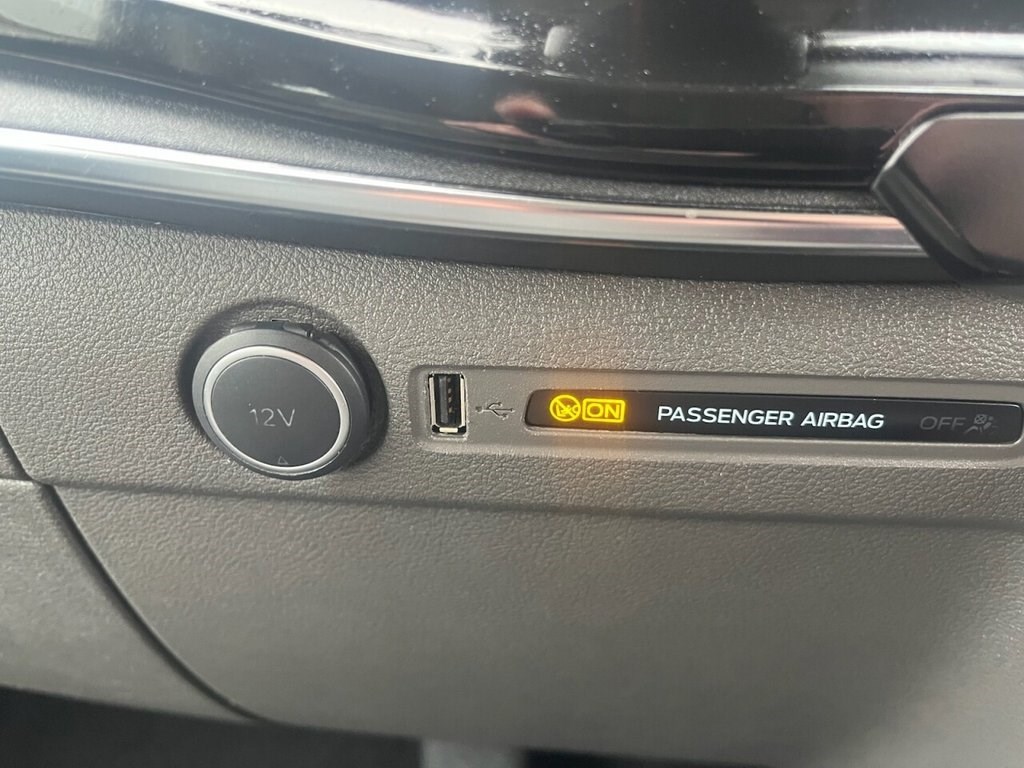 12V
ON PASSENGER AIRBAG OFF